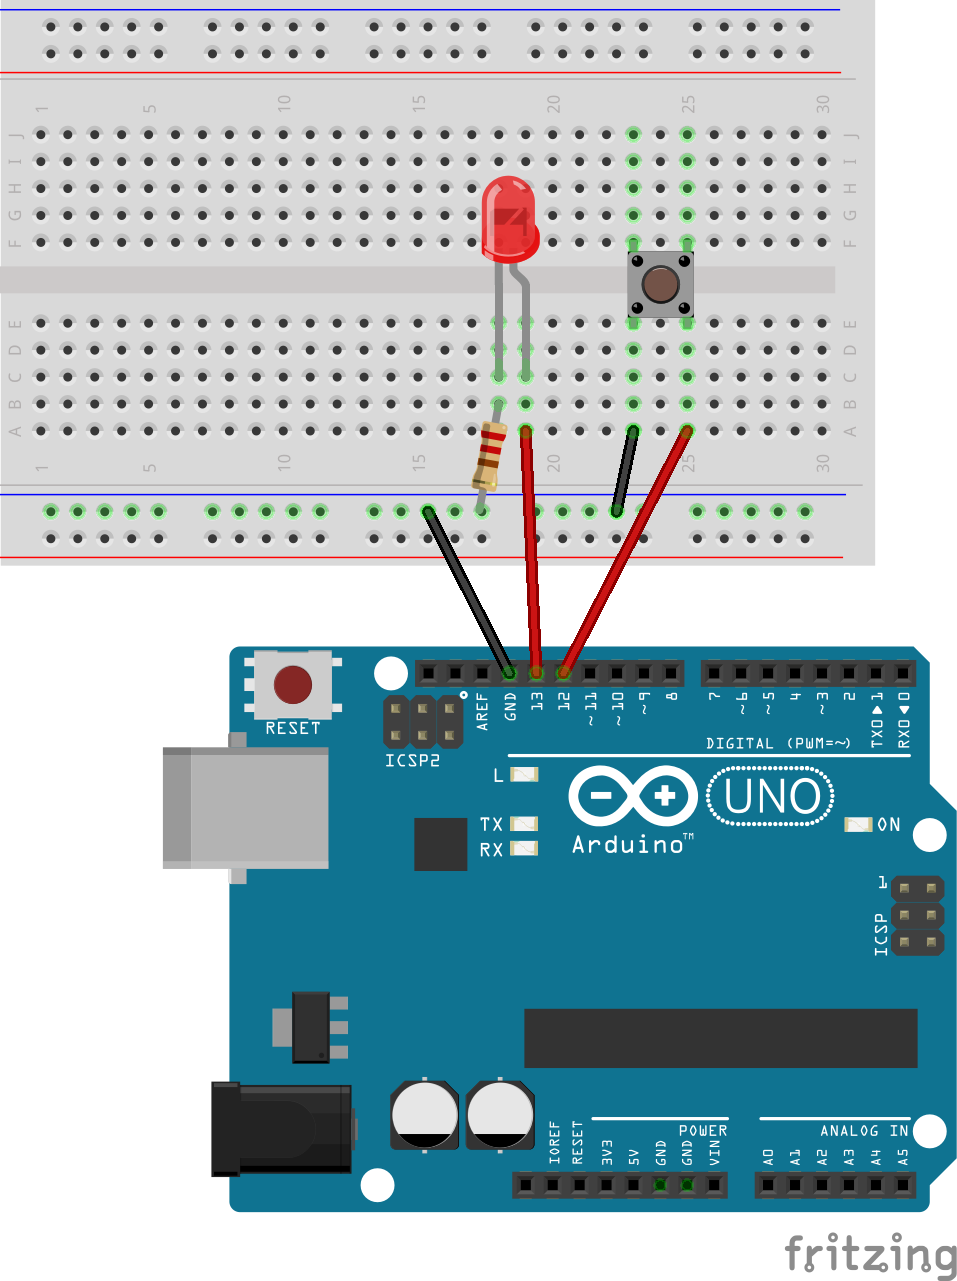 1 5 10 15 20 25 30
J J
I I
H H
G G
F F
E E
D D
C C
B B
A A
1 5 10 15 20 25 30
AREF GND 13 12 ~11 ~10 ~9 8 7 ~6 ~5 4 ~3 2 TX0▶1 RX0◀0
RESET
ICSP2
DIGITAL (PWM=~)
L
TX
RX
UNO
ON
Arduino™
1
ICSP
POWER
ANALOG IN
IOREF RESET 3V3 5V GND GND VIN A0 A1 A2 A3 A4 A5
fritzing